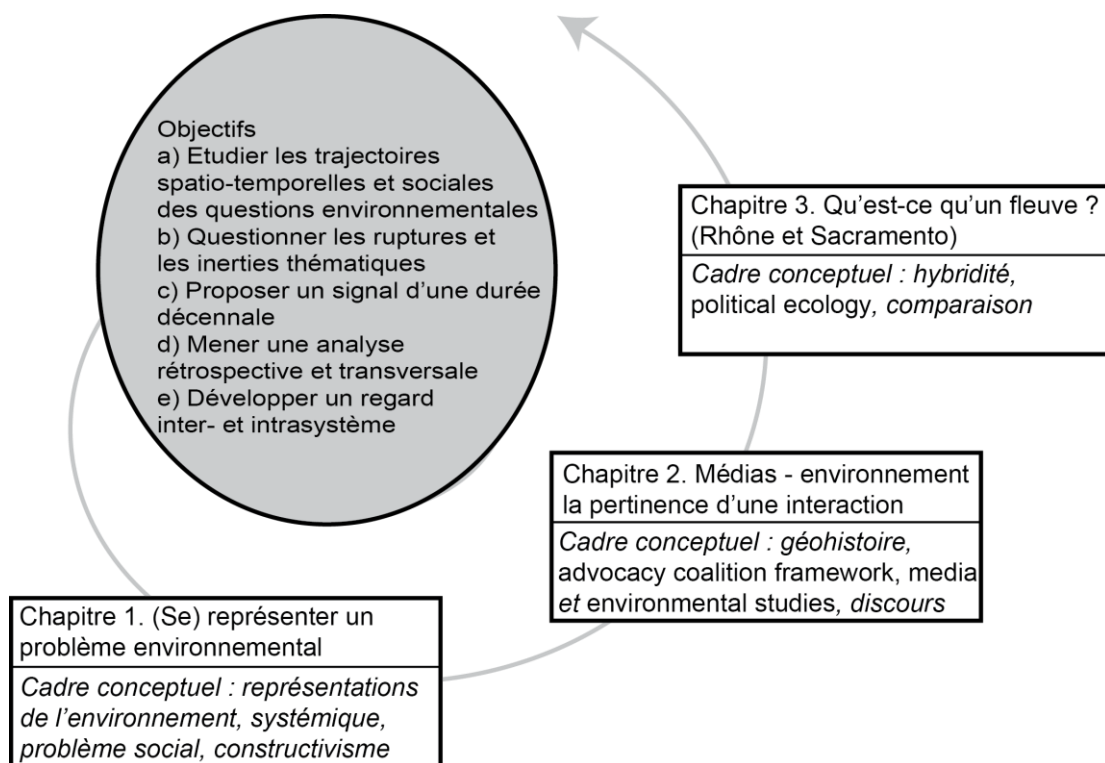 Objectifs
a) Etudier les trajectoires
spatio-temporelles et sociales
des questions environnementales
b) Questionner les ruptures et
les inerties thématiques
c) Proposer un signal d'une durée
décennale
d) Mener une analyse
rétrospective et transversale
e) Développer un regard
inter- et intrasystème
Chapitre 1. (Se) représenter un
problème environnemental
Cadre conceptuel : représentations
de l'environnement, systémique,
problème social, constructivisme
Chapitre 2. Médias - environnement
la pertinence d'une interaction
Cadre conceptuel : géohistoire,
advocacy coalition framework, media
et environmental studies, discours
Chapitre 3. Qu'est-ce qu'un fleuve ?
(Rhône et Sacramento)
Cadre conceptuel : hybridité,
political ecology, comparaison